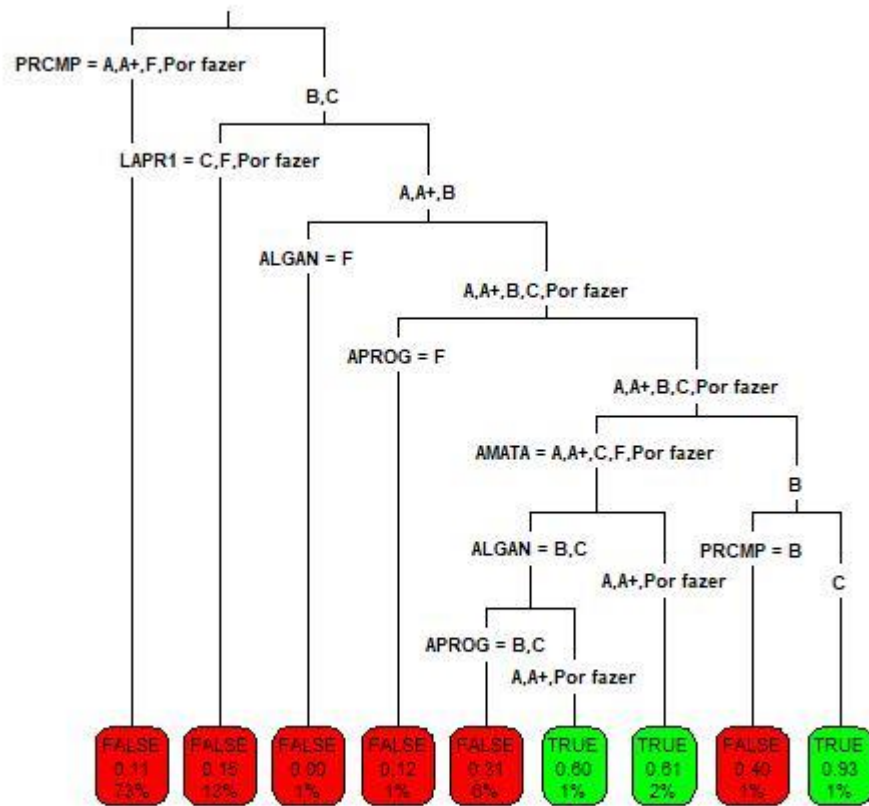 PRCMP = A,A+,F,Por fazer
B,C
LAPR1 = C,F,Por fazer
A,A+,B
ALGAN = F
A,A+,B,C,Por fazer
APROG = F
A,A+,B,C,Por fazer
AMATA = A,A+,C,F,Por fazer
B
ALGAN = B,C
PRCMP = B
A,A+,Por fazer
C
APROG = B,C
A,A+,Por fazer
FALSE FALSE FALSE FALSE FALSE TRUE TRUE FALSE TRUE
0.11 0.15 0.00 0.12 0.31 0.60 0.61 0.40 0.93
73% 13% 1% 1% 6% 1% 2% 1% 1%